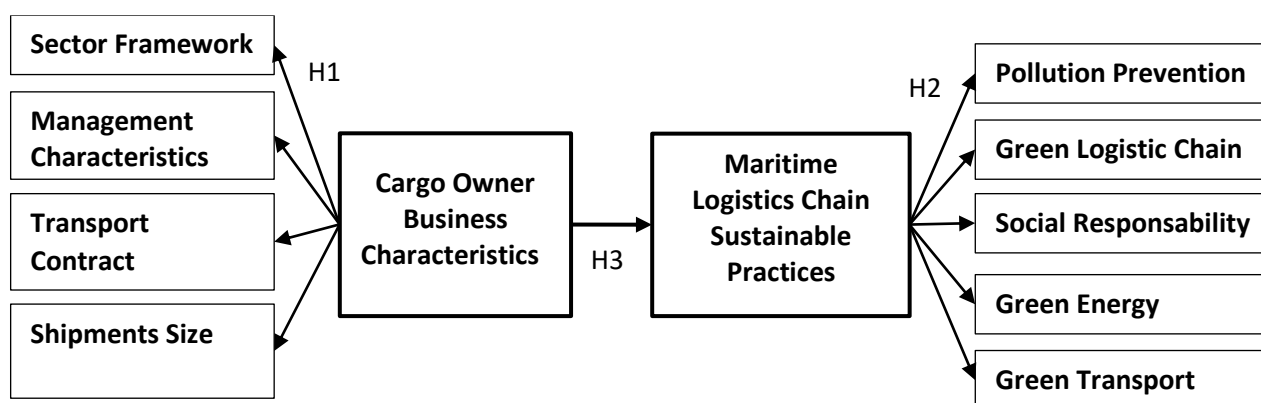 Sector Framework
H1
Management
Characteristics
Transport
Contract
Shipments Size
Cargo Owner
Business
Characteristics
H3
Maritime
Logistics Chain
Sustainable
Practices
H2
Pollution Prevention
Green Logistic Chain
Social Responsability
Green Energy
Green Transport